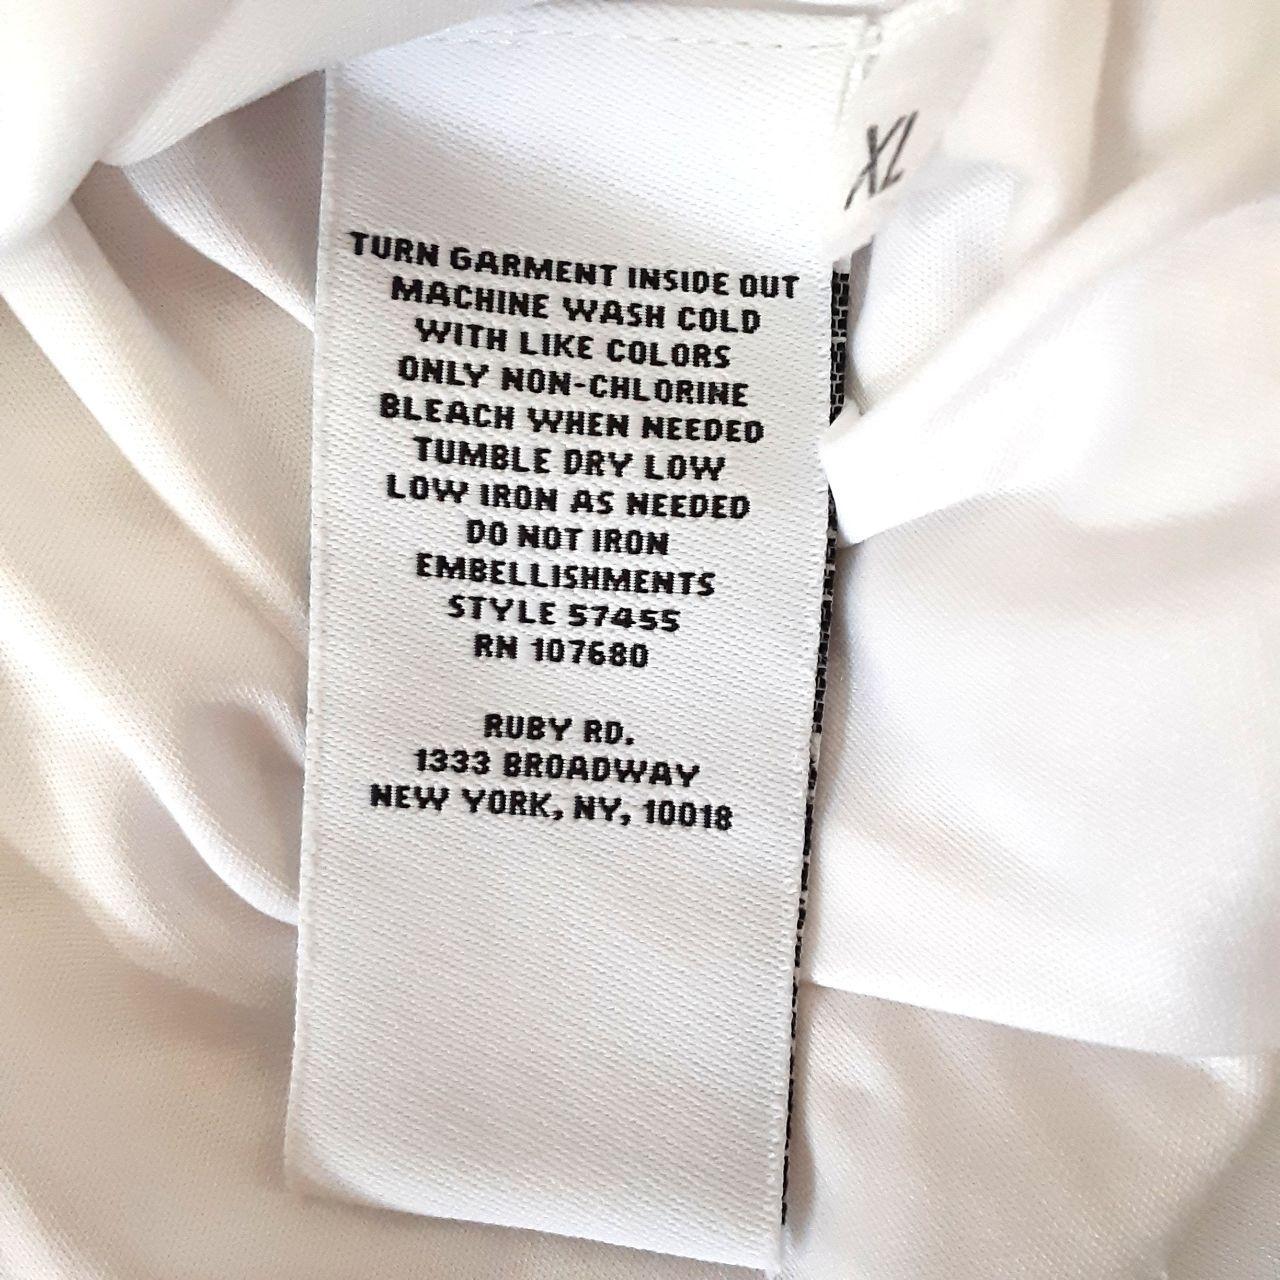 XL
TURN GARMENT INSIDE OUT
MACHINE WASH COLD
WITH LIKE COLORS
ONLY NON-CHLORINE
BLEACH WHEN NEEDED
TUMBLE DRY LOW
LOW IRON AS NEEDED
DO NOT IRON
EMBELLISHMENTS
STYLE 57455
RN 107680
RUBY RD.
1333 BROADWAY
NEW YORK, NY, 10018